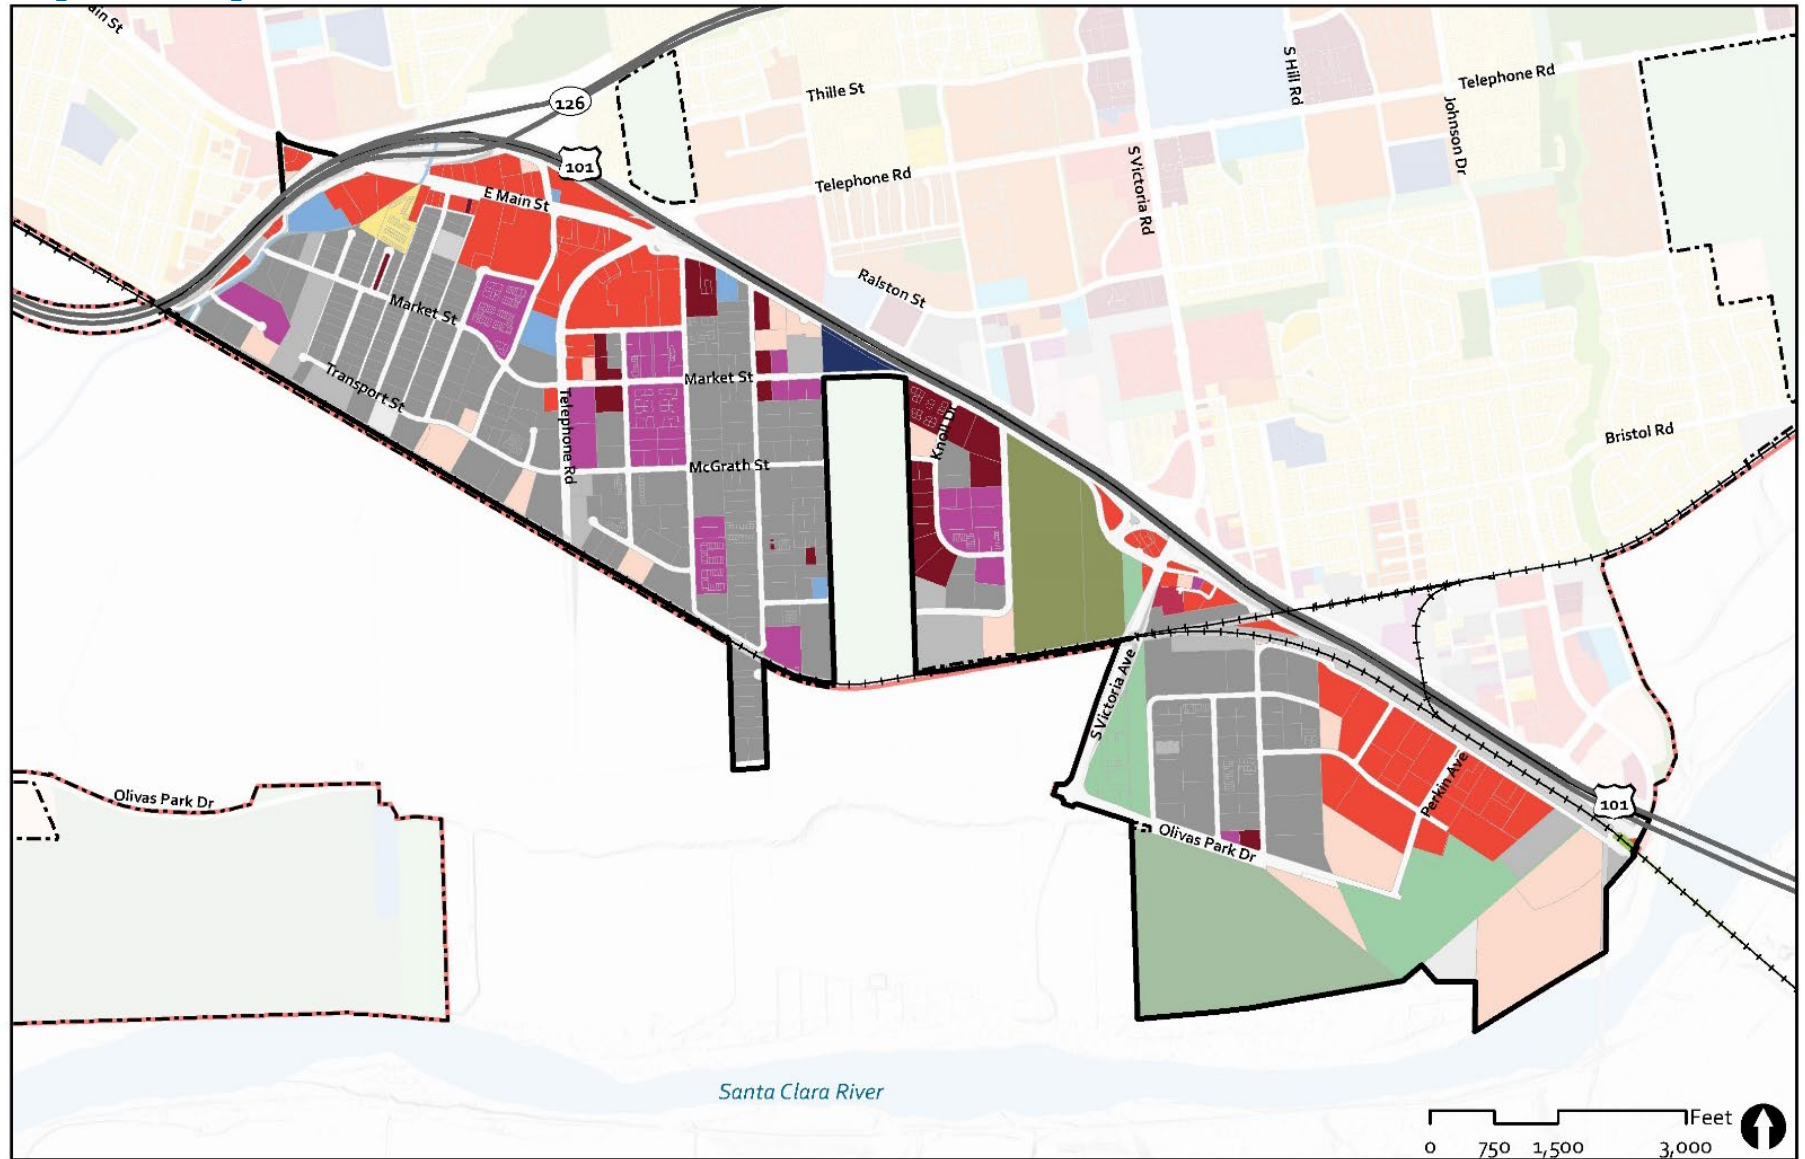 ain St
126
101
Thille St
Telephone Rd
S Victoria Rd
S Hill Rd
Telephone Rd
Johnson Dr
E Main St
Ralston St
Market St
Transport St
Telephone Rd
Market St
McGrath St
Knoll Dr
Bristol Rd
S Victoria Ave
Olivas Park Dr
Perkin Ave
101
Olivas Park Dr
Santa Clara River
Feet
0 750 1,500 3,000